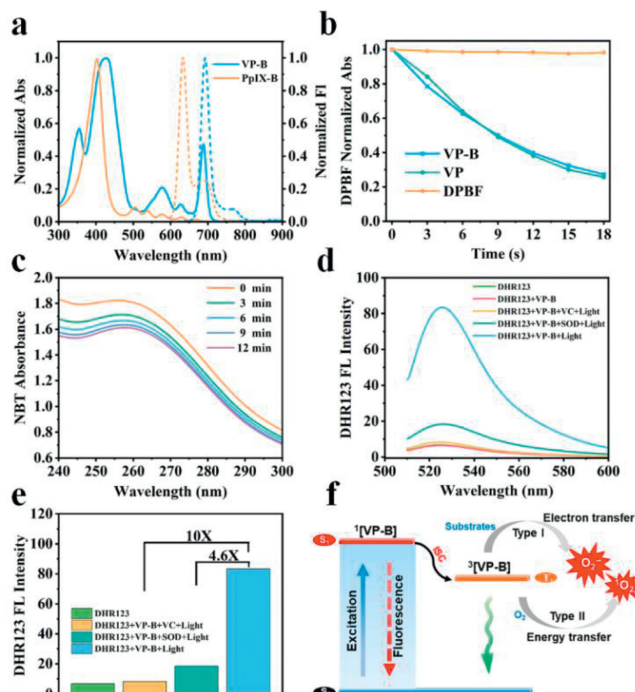 a
1.0
0.8
0.6
0.4
0.2
0.0
Normalized Abs
VP-B
PpIX-B
1.0
0.8
0.6
0.4
0.2
0.0
Normalized Fl
300 400 500 600 700 800 900
Wavelength (nm)
b
1.0
0.8
0.6
0.4
0.2
0.0
DPBF Normalized Abs
VP-B
VP
DPBF
0 3 6 9 12 15 18
Time (s)
c
2.0
1.8
1.6
1.4
1.2
1.0
0.8
0.6
NBT Absorbance
0 min
3 min
6 min
9 min
12 min
240 250 260 270 280 290 300
Wavelength (nm)
d
100
80
60
40
20
0
DHR123 FL Intensity
DHR123
DHR123+VP-B
DHR123+VP-B+VC+Light
DHR123+VP-B+SOD+Light
DHR123+VP-B+Light
500 520 540 560 580 600
Wavelength (nm)
e
120
100
80
60
40
20
DHR123 FL Intensity
10X
4.6X
DHR123
DHR123+VP-B+VC+Light
DHR123+VP-B+SOD+Light
DHR123+VP-B+Light
f
¹[VP-B]
ISC
³[VP-B]
Excitation
Fluorescence
Substrates
Type I
Electron transfer
O₂
Type II
Energy transfer